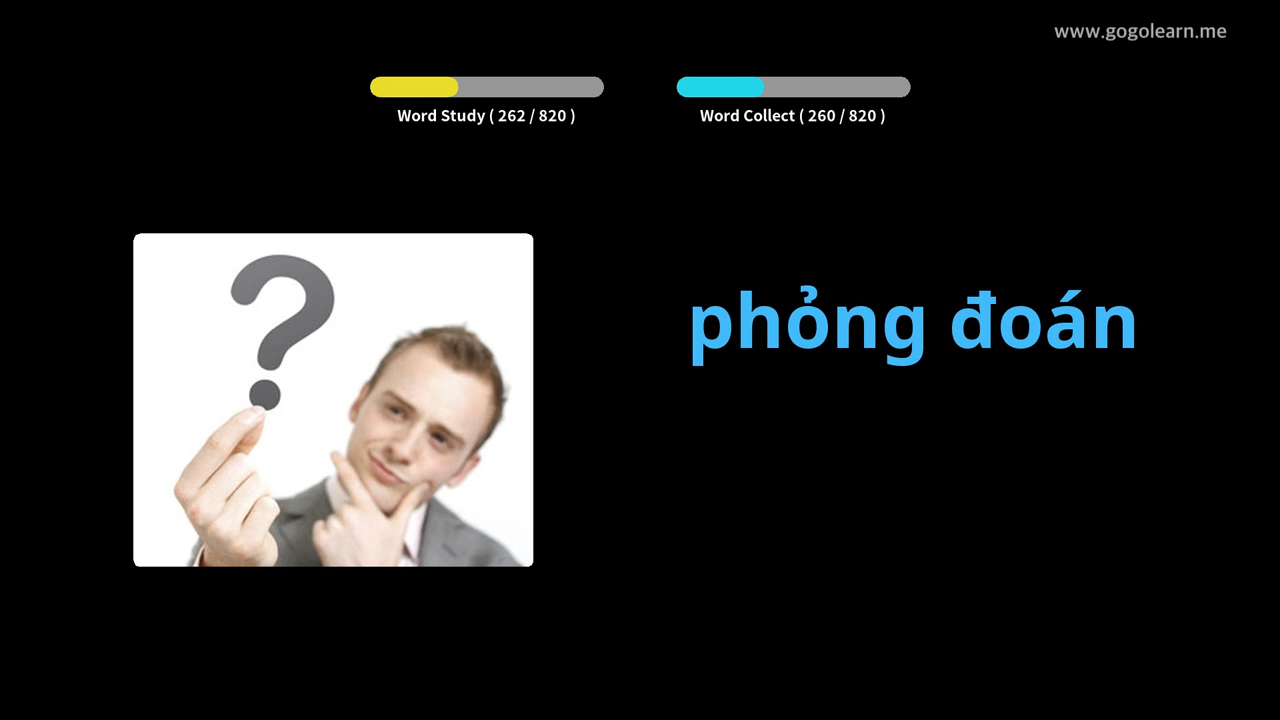 www.gogolearn.me
Word Study ( 262 / 820 )
Word Collect ( 260 / 820 )
?
phỏng đoán